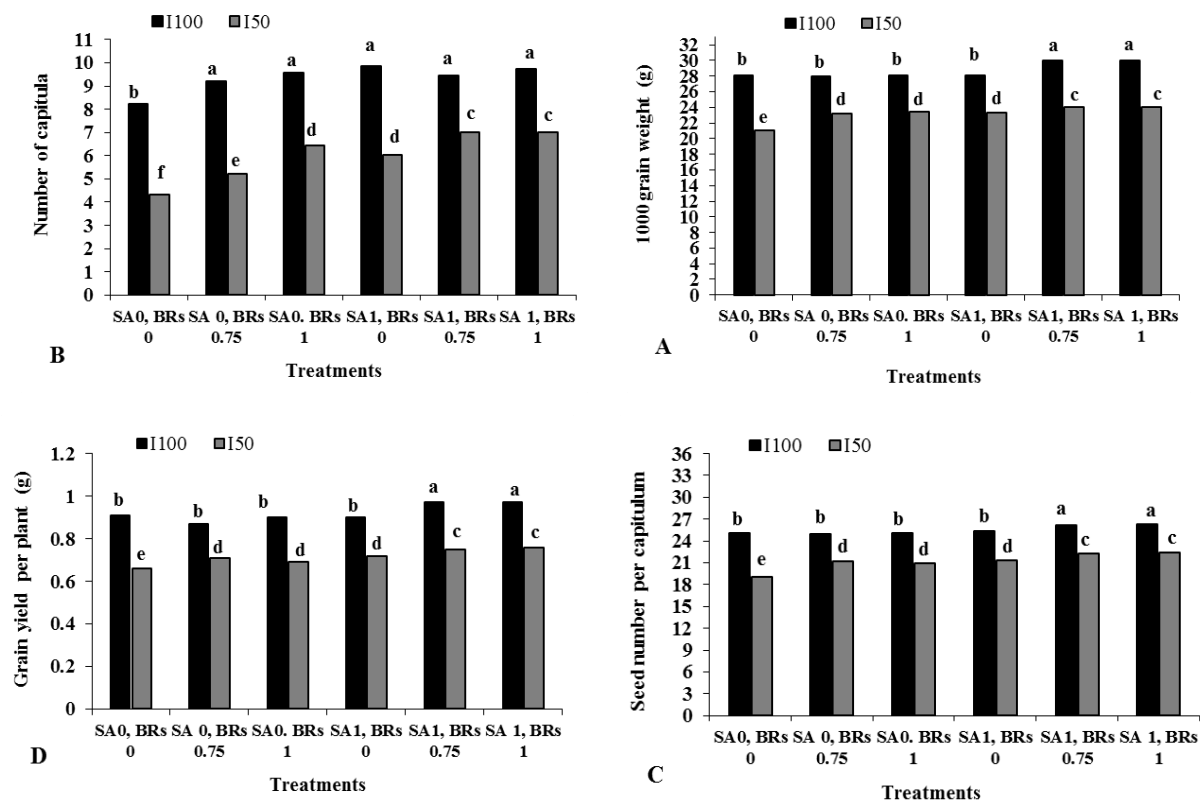 I100 I50
Number of capitula
10
9
8
7
6
5
4
3
2
1
0
b a a a a a
f e d d c c
SA0, BRs SA 0, BRs SA0. BRs SA1, BRs SA1, BRs SA 1, BRs
0 0.75 1 0 0.75 1
B
Treatments
I100 I50
1000 grain weight (g)
g
32
30
28
26
24
22
20
18
16
14
12
10
8
6
4
2
0
b b b b a a
e d d d c c
SA0, BRs SA 0, BRs SA0. BRs SA1, BRs SA1, BRs SA 1, BRs
0 0.75 1 0 0.75 1
A
Treatments
I100 I50
Grain yield per plant (g)
1.2
1
0.8
0.6
0.4
0.2
0
b b b b a a
e d d d c c
SA0, BRs SA 0, BRs SA0. BRs SA1, BRs SA1, BRs SA 1, BRs
0 0.75 1 0 0.75 1
D
Treatments
I100 I50
Seed number per capitulum
36
33
30
27
24
21
18
15
12
9
6
3
0
b b b b a a
e d d d c c
SA0, BRs SA 0, BRs SA0. BRs SA1, BRs SA1, BRs SA 1, BRs
0 0.75 1 0 0.75 1
C
Treatments